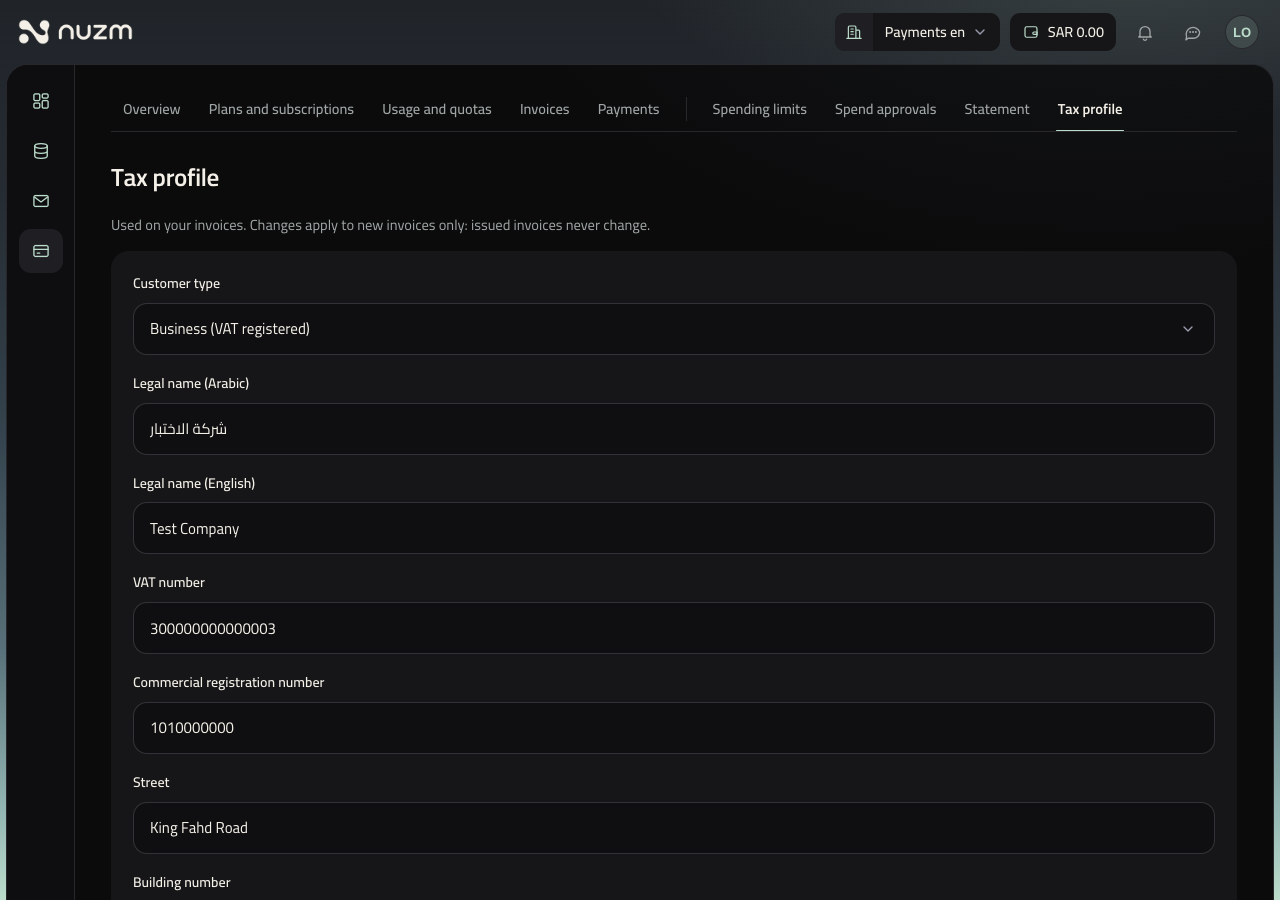 nuzm
Payments en
SAR 0.00
LO
Overview
Plans and subscriptions
Usage and quotas
Invoices
Payments
Spending limits
Spend approvals
Statement
Tax profile
Tax profile
Used on your invoices. Changes apply to new invoices only: issued invoices never change.
Customer type
Business (VAT registered)
Legal name (Arabic)
شركة الاختبار
Legal name (English)
Test Company
VAT number
300000000000003
Commercial registration number
1010000000
Street
King Fahd Road
Building number